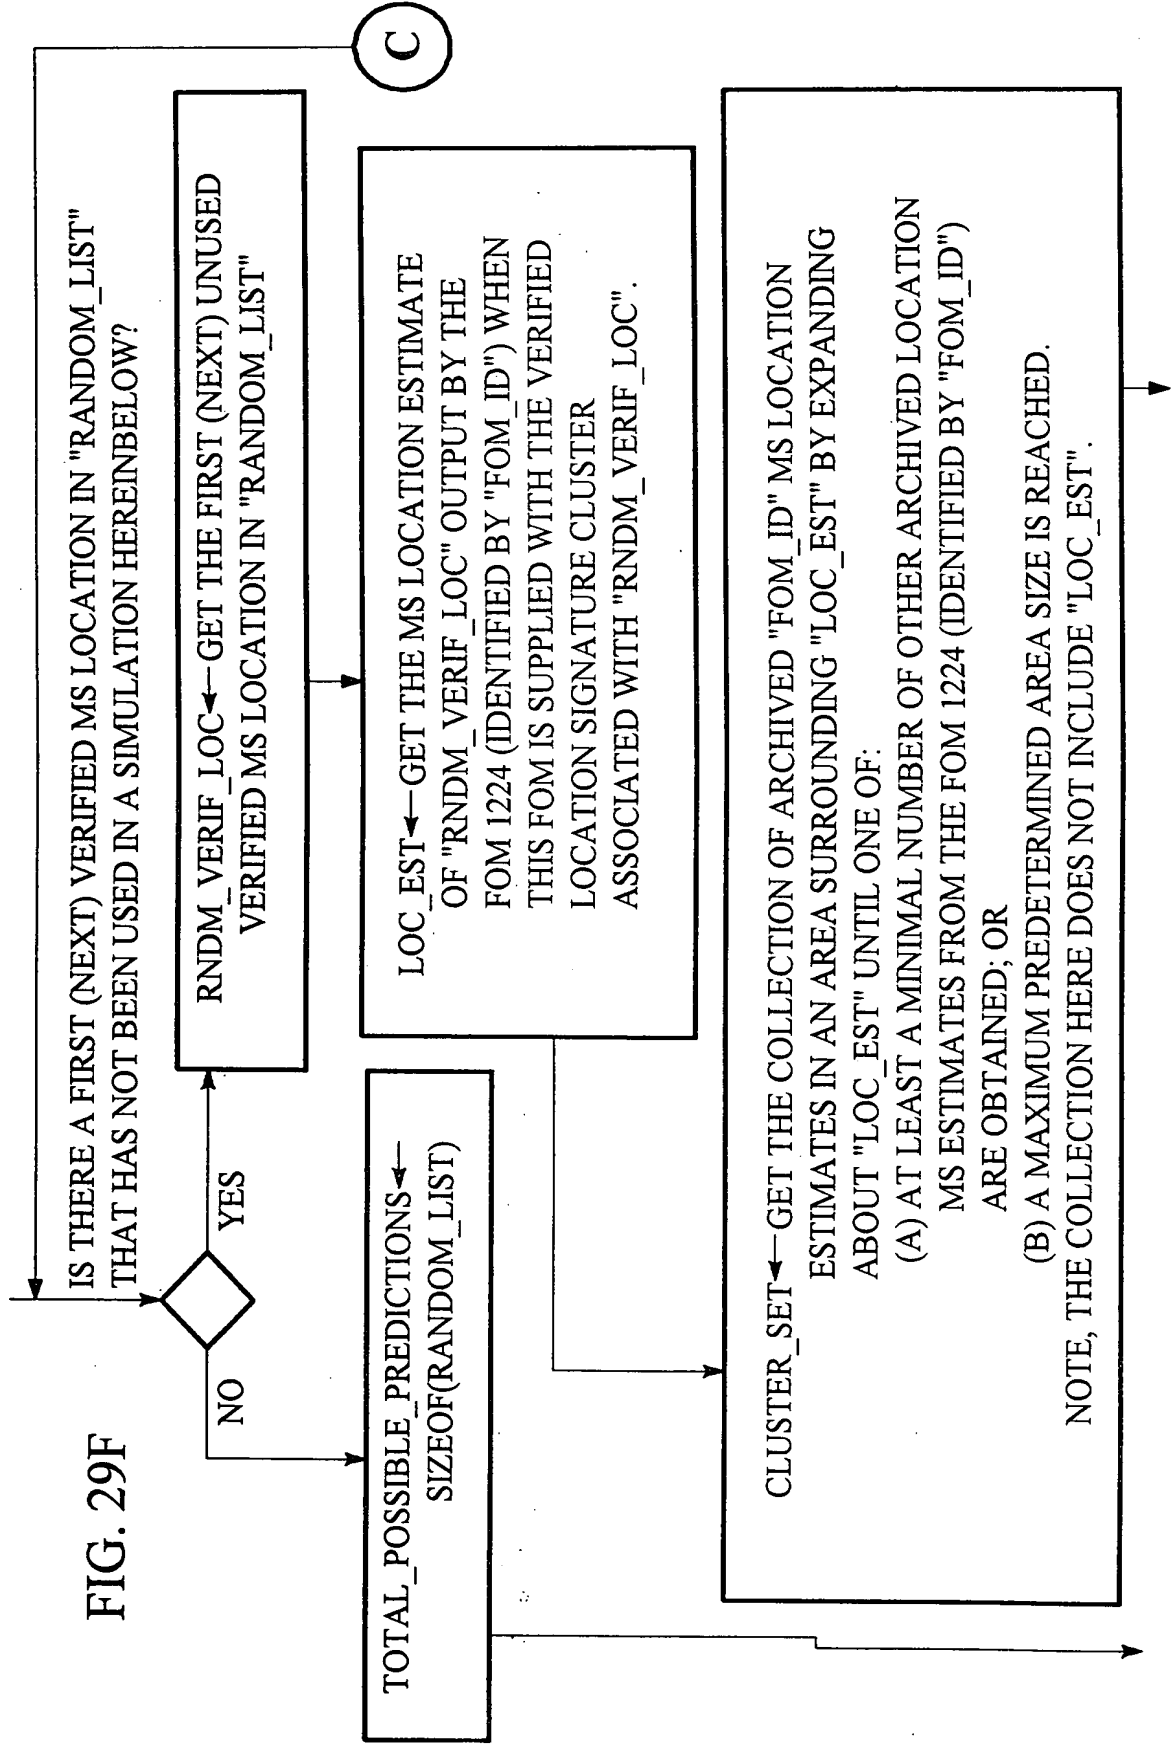 FIG. 29F
C
IS THERE A FIRST (NEXT) VERIFIED MS LOCATION IN "RANDOM_LIST"
THAT HAS NOT BEEN USED IN A SIMULATION HEREINBELOW?
NO
YES
RNDM_VERIF_LOC←GET THE FIRST (NEXT) UNUSED
VERIFIED MS LOCATION IN "RANDOM_LIST"
TOTAL_POSSIBLE_PREDICTIONS←
SIZEOF(RANDOM_LIST)
LOC_EST←GET THE MS LOCATION ESTIMATE
OF "RNDM_VERIF_LOC" OUTPUT BY THE
FOM 1224 (IDENTIFIED BY "FOM_ID") WHEN
THIS FOM IS SUPPLIED WITH THE VERIFIED
LOCATION SIGNATURE CLUSTER
ASSOCIATED WITH "RNDM_VERIF_LOC".
CLUSTER_SET←GET THE COLLECTION OF ARCHIVED "FOM_ID" MS LOCATION
ESTIMATES IN AN AREA SURROUNDING "LOC_EST" BY EXPANDING
ABOUT "LOC_EST" UNTIL ONE OF:
(A) AT LEAST A MINIMAL NUMBER OF OTHER ARCHIVED LOCATION
MS ESTIMATES FROM THE FOM 1224 (IDENTIFIED BY "FOM_ID")
ARE OBTAINED; OR
(B) A MAXIMUM PREDETERMINED AREA SIZE IS REACHED.
NOTE, THE COLLECTION HERE DOES NOT INCLUDE "LOC_EST".